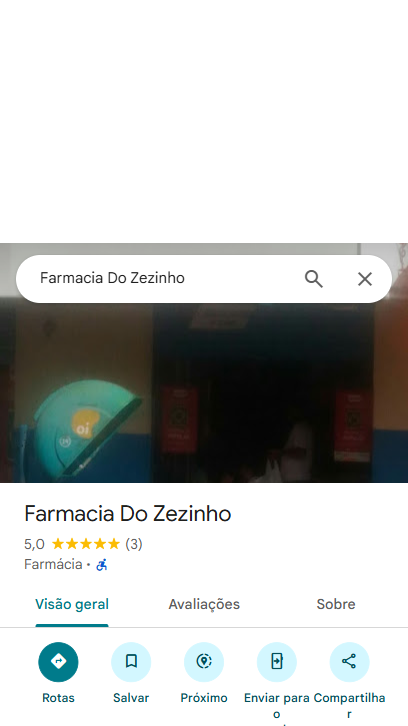 Farmacia Do Zezinho
oi
Farmacia Do Zezinho
5,0 (3)
Farmácia ·
Visão geral
Avaliações
Sobre
Rotas
Salvar
Próximo
Enviar para
o
Compartilha
r